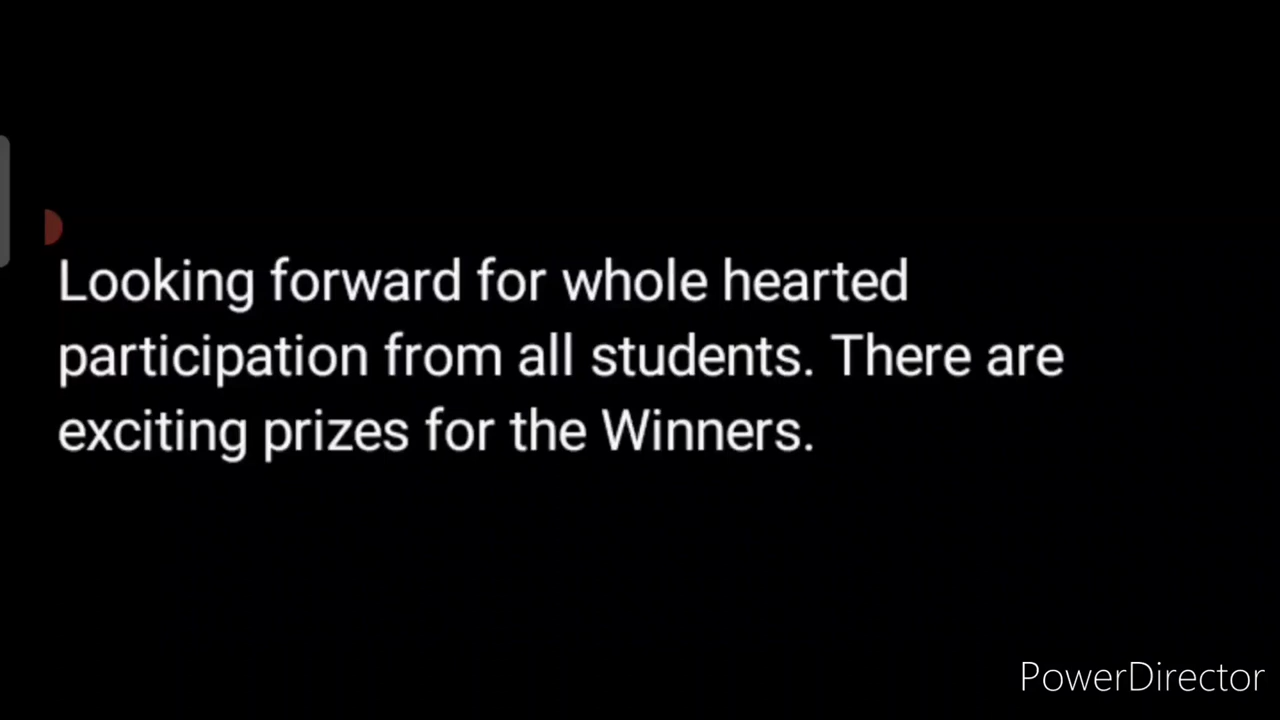 Looking forward for whole hearted
participation from all students. There are
exciting prizes for the Winners.
PowerDirector